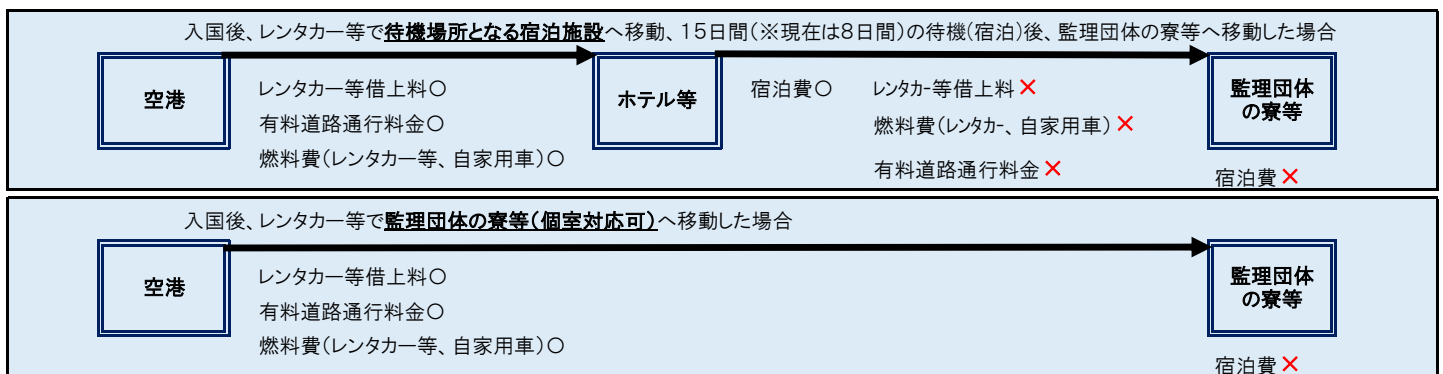 入国後、レンタカー等で待機場所となる宿泊施設へ移動、15日間(※現在は8日間)の待機(宿泊)後、監理団体の寮等へ移動した場合
空港
レンタカー等借上料〇
有料道路通行料金〇
燃料費(レンタカー等、自家用車)〇
ホテル等
宿泊費〇
レンタカー等借上料✕
燃料費(レンタカー、自家用車)✕
有料道路通行料金✕
監理団体
の寮等
宿泊費✕
入国後、レンタカー等で監理団体の寮等(個室対応可)へ移動した場合
空港
レンタカー等借上料〇
有料道路通行料金〇
燃料費(レンタカー等、自家用車)〇
監理団体
の寮等
宿泊費✕